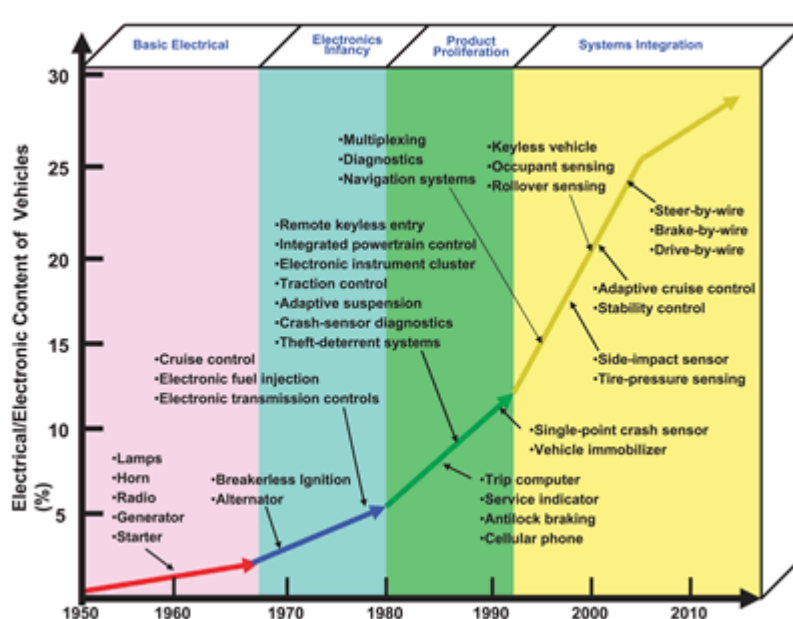 Basic Electrical
Electronics
Infancy
Product
Proliferation
Systems Integration
Electrical/Electronic Content of Vehicles
(%)
30
25
20
15
10
5
•Multiplexing
•Diagnostics
•Navigation systems
•Keyless vehicle
•Occupant sensing
•Rollover sensing
•Steer-by-wire
•Brake-by-wire
•Drive-by-wire
•Remote keyless entry
•Integrated powertrain control
•Electronic instrument cluster
•Traction control
•Adaptive suspension
•Crash-sensor diagnostics
•Theft-deterrent systems
•Adaptive cruise control
•Stability control
•Cruise control
•Electronic fuel injection
•Electronic transmission controls
•Side-impact sensor
•Tire-pressure sensing
•Single-point crash sensor
•Vehicle immobilizer
•Lamps
•Horn
•Radio
•Generator
•Starter
•Breakerless Ignition
•Alternator
•Trip computer
•Service indicator
•Antilock braking
•Cellular phone
1950
1960
1970
1980
1990
2000
2010